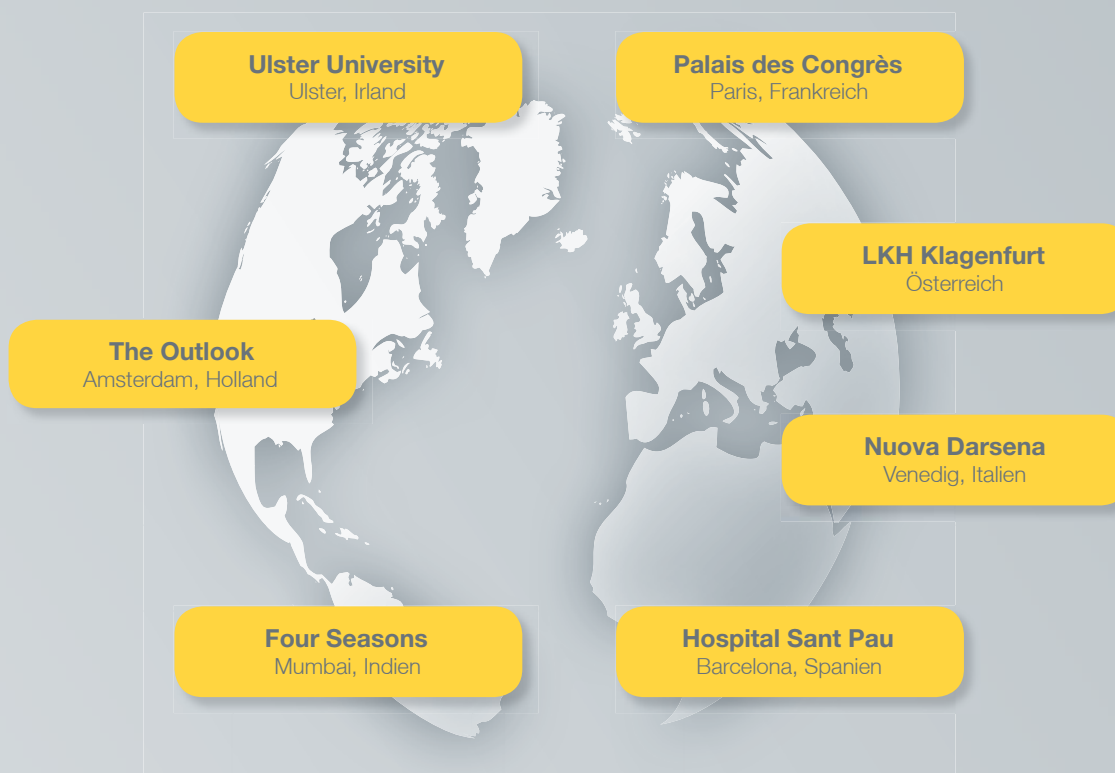 Ulster University
Ulster, Irland
Palais des Congrès
Paris, Frankreich
LKH Klagenfurt
Österreich
The Outlook
Amsterdam, Holland
Nuova Darsena
Venedig, Italien
Four Seasons
Mumbai, Indien
Hospital Sant Pau
Barcelona, Spanien